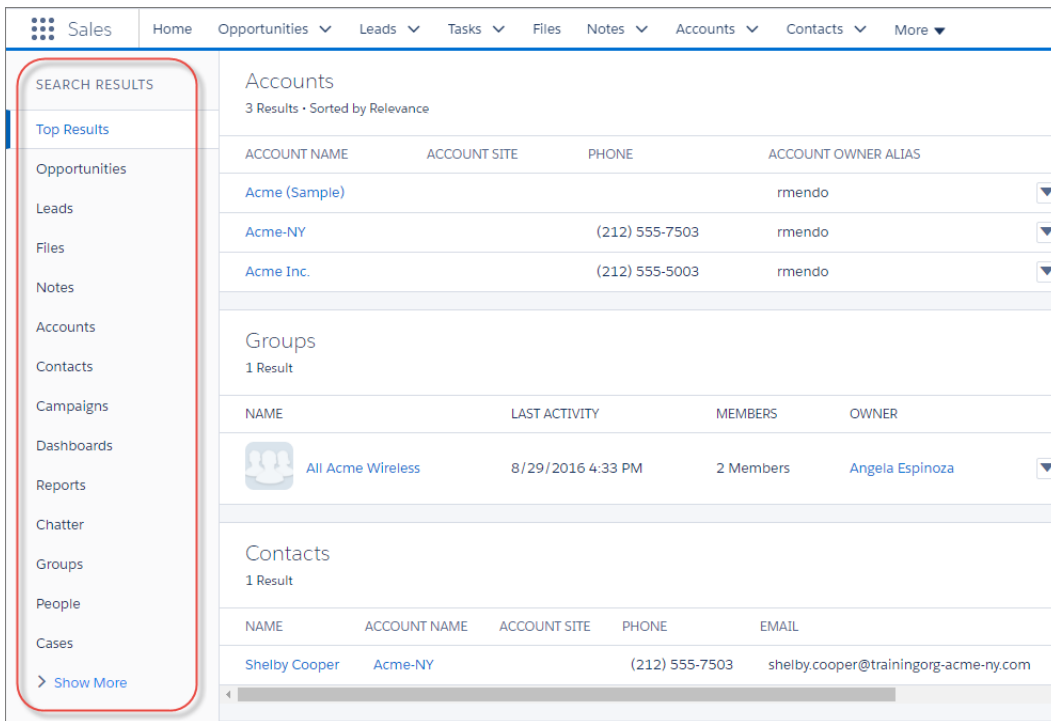 Sales Home Opportunities Leads Tasks Files Notes Accounts Contacts More
SEARCH RESULTS
Top Results
Opportunities
Leads
Files
Notes
Accounts
Contacts
Campaigns
Dashboards
Reports
Chatter
Groups
People
Cases
Show More
Accounts
3 Results • Sorted by Relevance
ACCOUNT NAME ACCOUNT SITE PHONE ACCOUNT OWNER ALIAS
Acme (Sample) rmendo
Acme-NY (212) 555-7503 rmendo
Acme Inc. (212) 555-5003 rmendo
Groups
1 Result
NAME LAST ACTIVITY MEMBERS OWNER
All Acme Wireless 8/29/2016 4:33 PM 2 Members Angela Espinoza
Contacts
1 Result
NAME ACCOUNT NAME ACCOUNT SITE PHONE EMAIL
Shelby Cooper Acme-NY (212) 555-7503 shelby.cooper@trainingorg-acme-ny.com